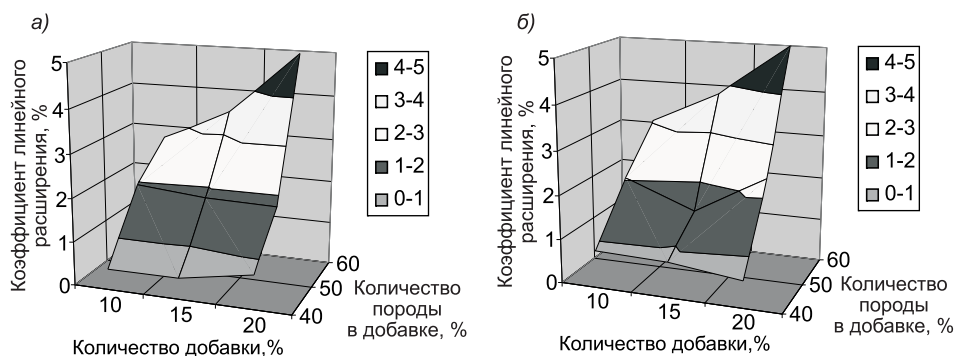 а)
Коэффициент линейного
расширения, %
5
4
3
2
1
0
10
15
20
Количество добавки,%
60
50
40
Количество
породы
в добавке, %
4-5
3-4
2-3
1-2
0-1
б)
Коэффициент линейного
расширения, %
5
4
3
2
1
0
10
15
20
Количество добавки,%
60
50
40
Количество
породы
в добавке, %
4-5
3-4
2-3
1-2
0-1